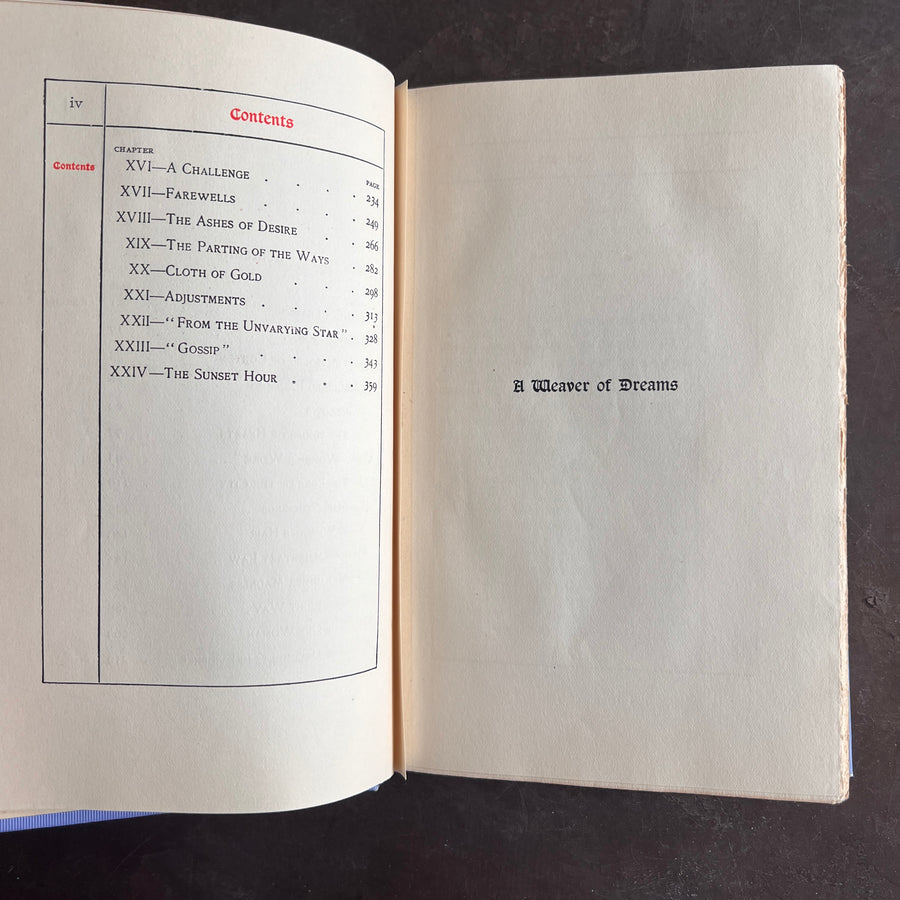 iv
Contents
Contents
CHAPTER
PAGE
XVI—A CHALLENGE . . . . 234
XVII—FAREWELLS . . . . 249
XVIII—THE ASHES OF DESIRE . . 266
XIX—THE PARTING OF THE WAYS . 282
XX—CLOTH OF GOLD . . . 298
XXI—ADJUSTMENTS . . . . 313
XXII—“FROM THE UNVARYING STAR” . 328
XXIII—“GOSSIP” . . . . 343
XXIV—THE SUNSET HOUR . . . 359
A Weaver of Dreams